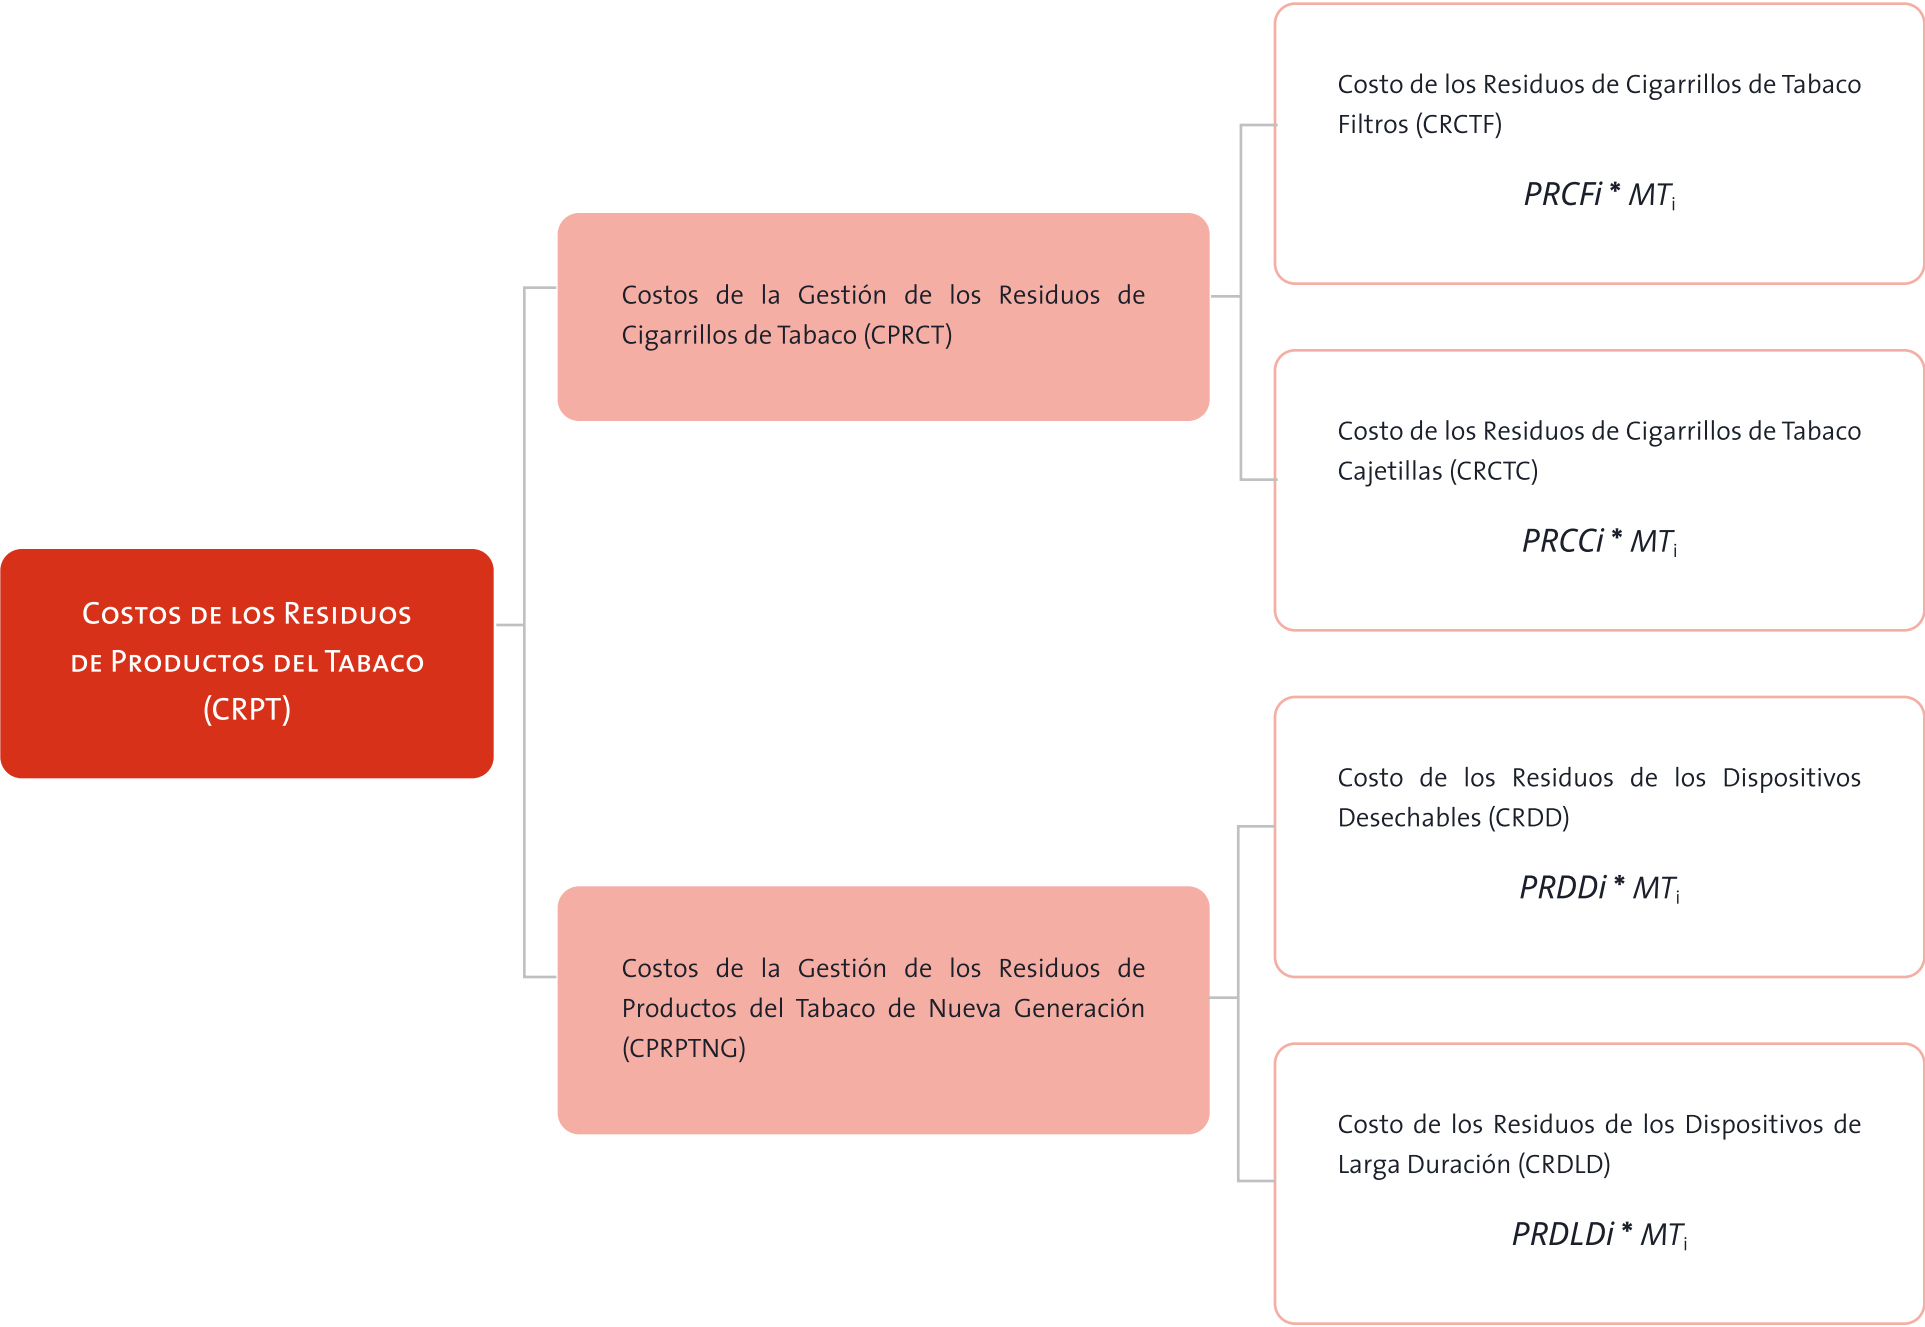 Costos de los Residuos
de Productos del Tabaco
(CRPT)
Costos de la Gestión de los Residuos de
Cigarrillos de Tabaco (CPRCT)
Costo de los Residuos de Cigarrillos de Tabaco
Filtros (CRCTF)
PRCFi * MTi
Costo de los Residuos de Cigarrillos de Tabaco
Cajetillas (CRCTC)
PRCCi * MTi
Costos de la Gestión de los Residuos de
Productos del Tabaco de Nueva Generación
(CPRPTNG)
Costo de los Residuos de los Dispositivos
Desechables (CRDD)
PRDDi * MTi
Costo de los Residuos de los Dispositivos de
Larga Duración (CRDLD)
PRDLDi * MTi